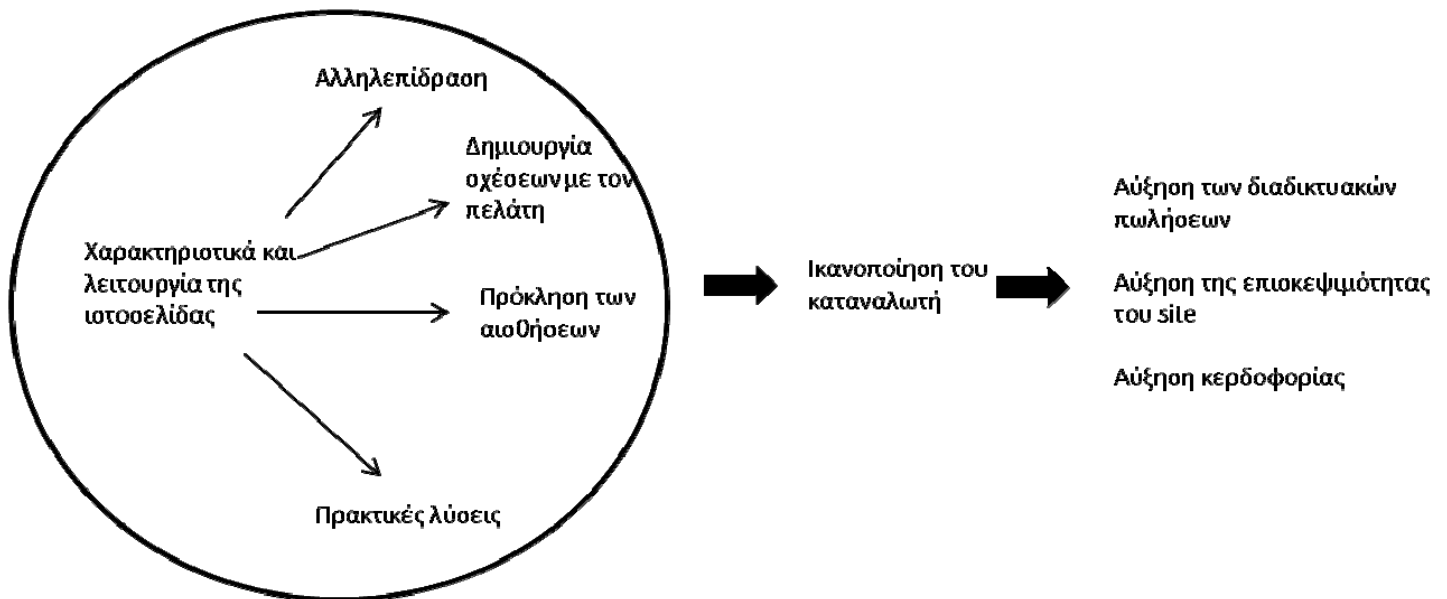 Αλληλεπίδραση
Δημιουργία
σχέσεων με τον
πελάτη
Χαρακτηριστικά και
λειτουργία της
ιστοσελίδας
Πρόκληση των
αισθήσεων
Πρακτικές λύσεις
Ικανοποίηση του
καταναλωτή
Αύξηση των διαδικτυακών
πωλήσεων
Αύξηση της επισκεψιμότητας
του sile
Αύξηση κερδοφορίας